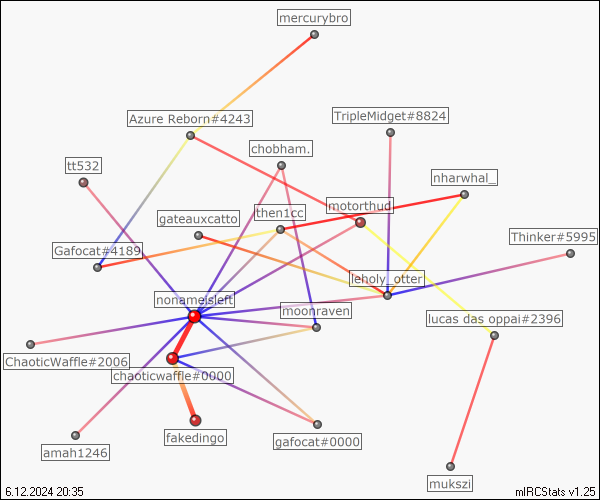 mercurybro
Azure Reborn#4243
TripleMidget#8824
chobham.
tt532
nharwhal_
motorthud
then1cc
gateauxcatto
Thinker#5995
Gafocat#4189
leholy_otter
nonameisleft
moonraven
lucas das oppai#2396
ChaoticWaffle#2006
chaoticwaffle#0000
fakedingo
gafocat#0000
amah1246
mukszi
6.12.2024 20:35
mIRCStats v1.25